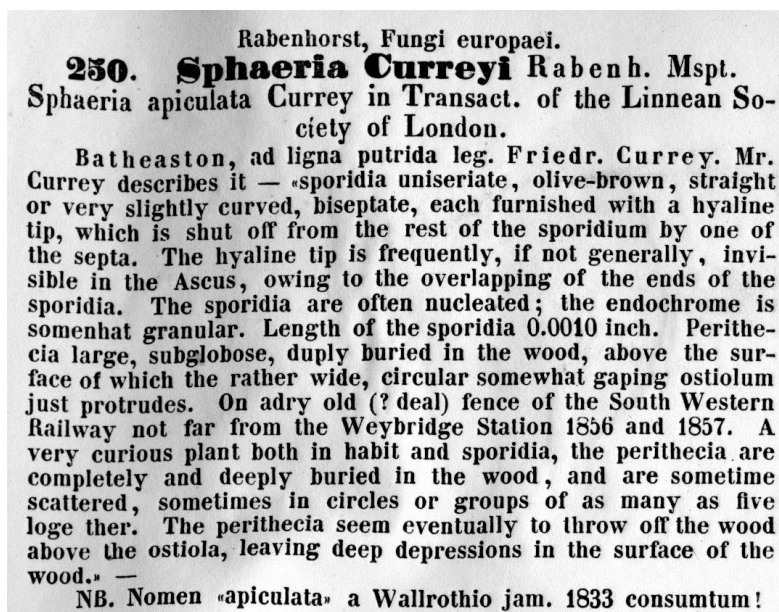 Rabenhorst, Fungi europaei.
250. Sphaeria Curreyi Rabenh. Mspt.
Sphaeria apiculata Currey in Transact. of the Linnean So-
ciety of London.
Batheaston, ad ligna putrida leg. Friedr. Currey. Mr.
Currey describes it — «sporidia uniseriate, olive-brown, straight
or very slightly curved, biseptate, each furnished with a hyaline
tip, which is shut off from the rest of the sporidium by one of
the septa. The hyaline tip is frequently, if not generally, invi-
sible in the Ascus, owing to the overlapping of the ends of the
sporidia. The sporidia are often nucleated; the endochrome is
somenhat granular. Length of the sporidia 0.0010 inch. Perithe-
cia large, subglobose, duply buried in the wood, above the sur-
face of which the rather wide, circular somewhat gaping ostiolum
just protrudes. On adry old (? deal) fence of the South Western
Railway not far from the Weybridge Station 1856 and 1857. A
very curious plant both in habit and sporidia, the perithecia are
completely and deeply buried in the wood, and are sometime
scattered, sometimes in circles or groups of as many as five
loge ther. The perithecia seem eventually to throw off the wood
above the ostiola, leaving deep depressions in the surface of the
wood.» —
NB. Nomen «apiculata» a Wallrothio jam. 1833 consumtum!